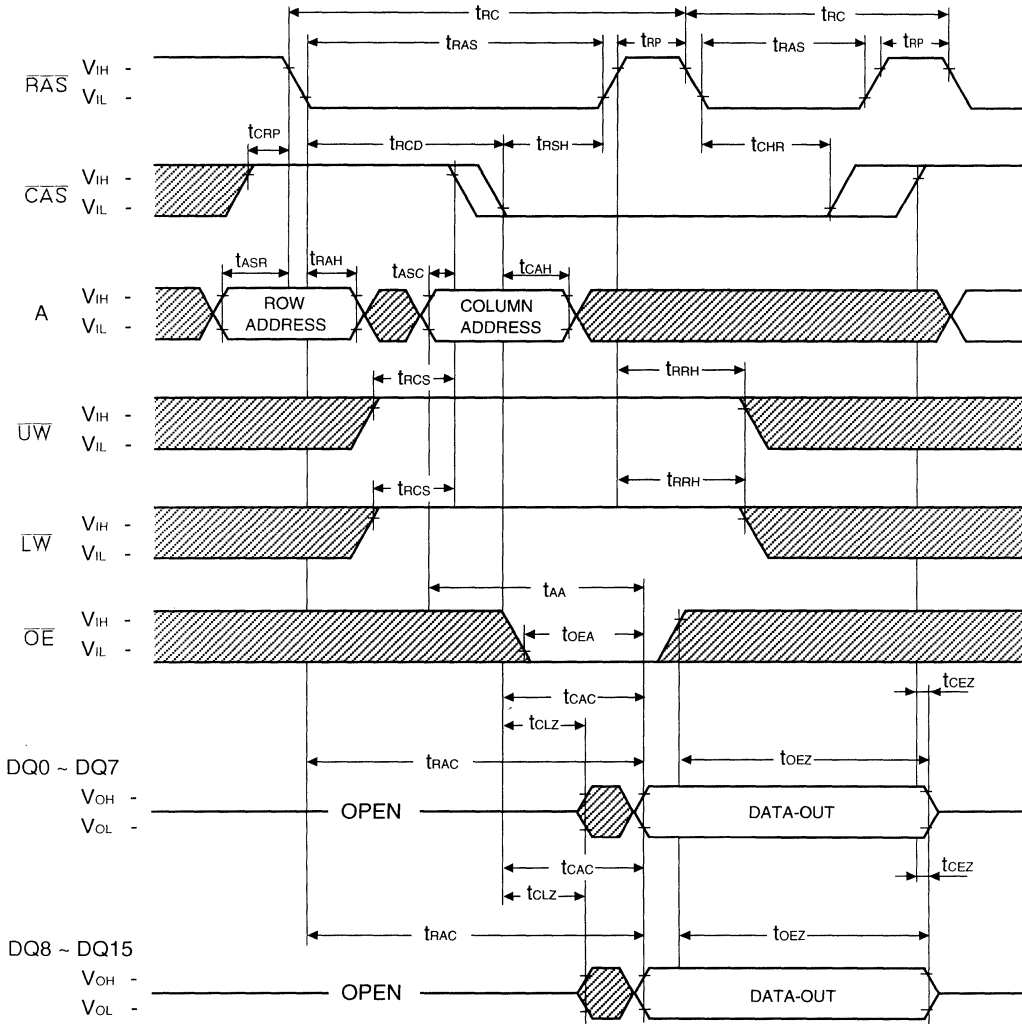 tRC tRC
tRAS tRP tRAS tRP
RAS VIH -
VIL -
tCRP tRCD tRSH tCHR
CAS VIH -
VIL -
tASR tRAH tASC tCAH
A VIH -
VIL -
ROW ADDRESS
COLUMN ADDRESS
tRCS tRRH
UW VIH -
VIL -
tRCS tRRH
LW VIH -
VIL -
tAA
OE VIH -
VIL -
tOEA
tCAC tCEZ
tCLZ
DQ0 ~ DQ7
tRAC tOEZ
VOH -
VOL -
OPEN DATA-OUT
tCAC tCEZ
tCLZ
DQ8 ~ DQ15
tRAC tOEZ
VOH -
VOL -
OPEN DATA-OUT